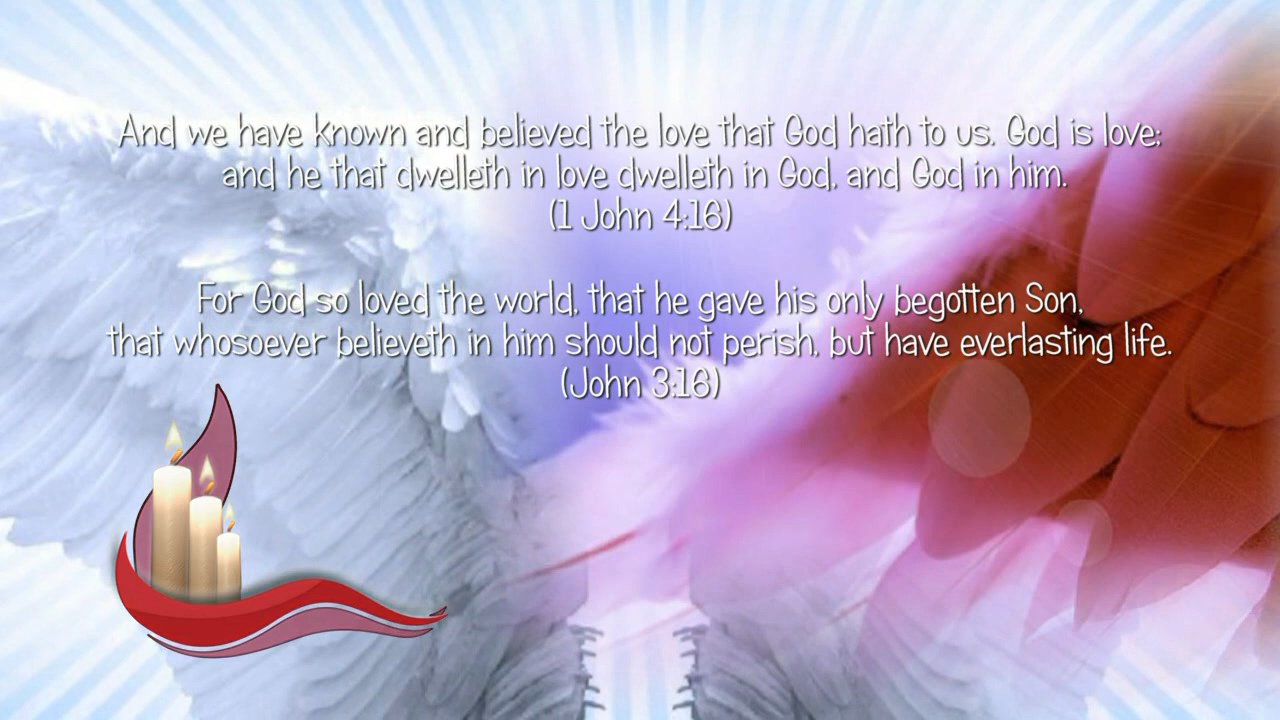 And we have known and believed the love that God hath to us. God is love;
and he that dwelleth in love dwelleth in God, and God in him.
(1 John 4:16)
For God so loved the world, that he gave his only begotten Son,
that whosoever believeth in him should not perish, but have everlasting life.
(John 3:16)